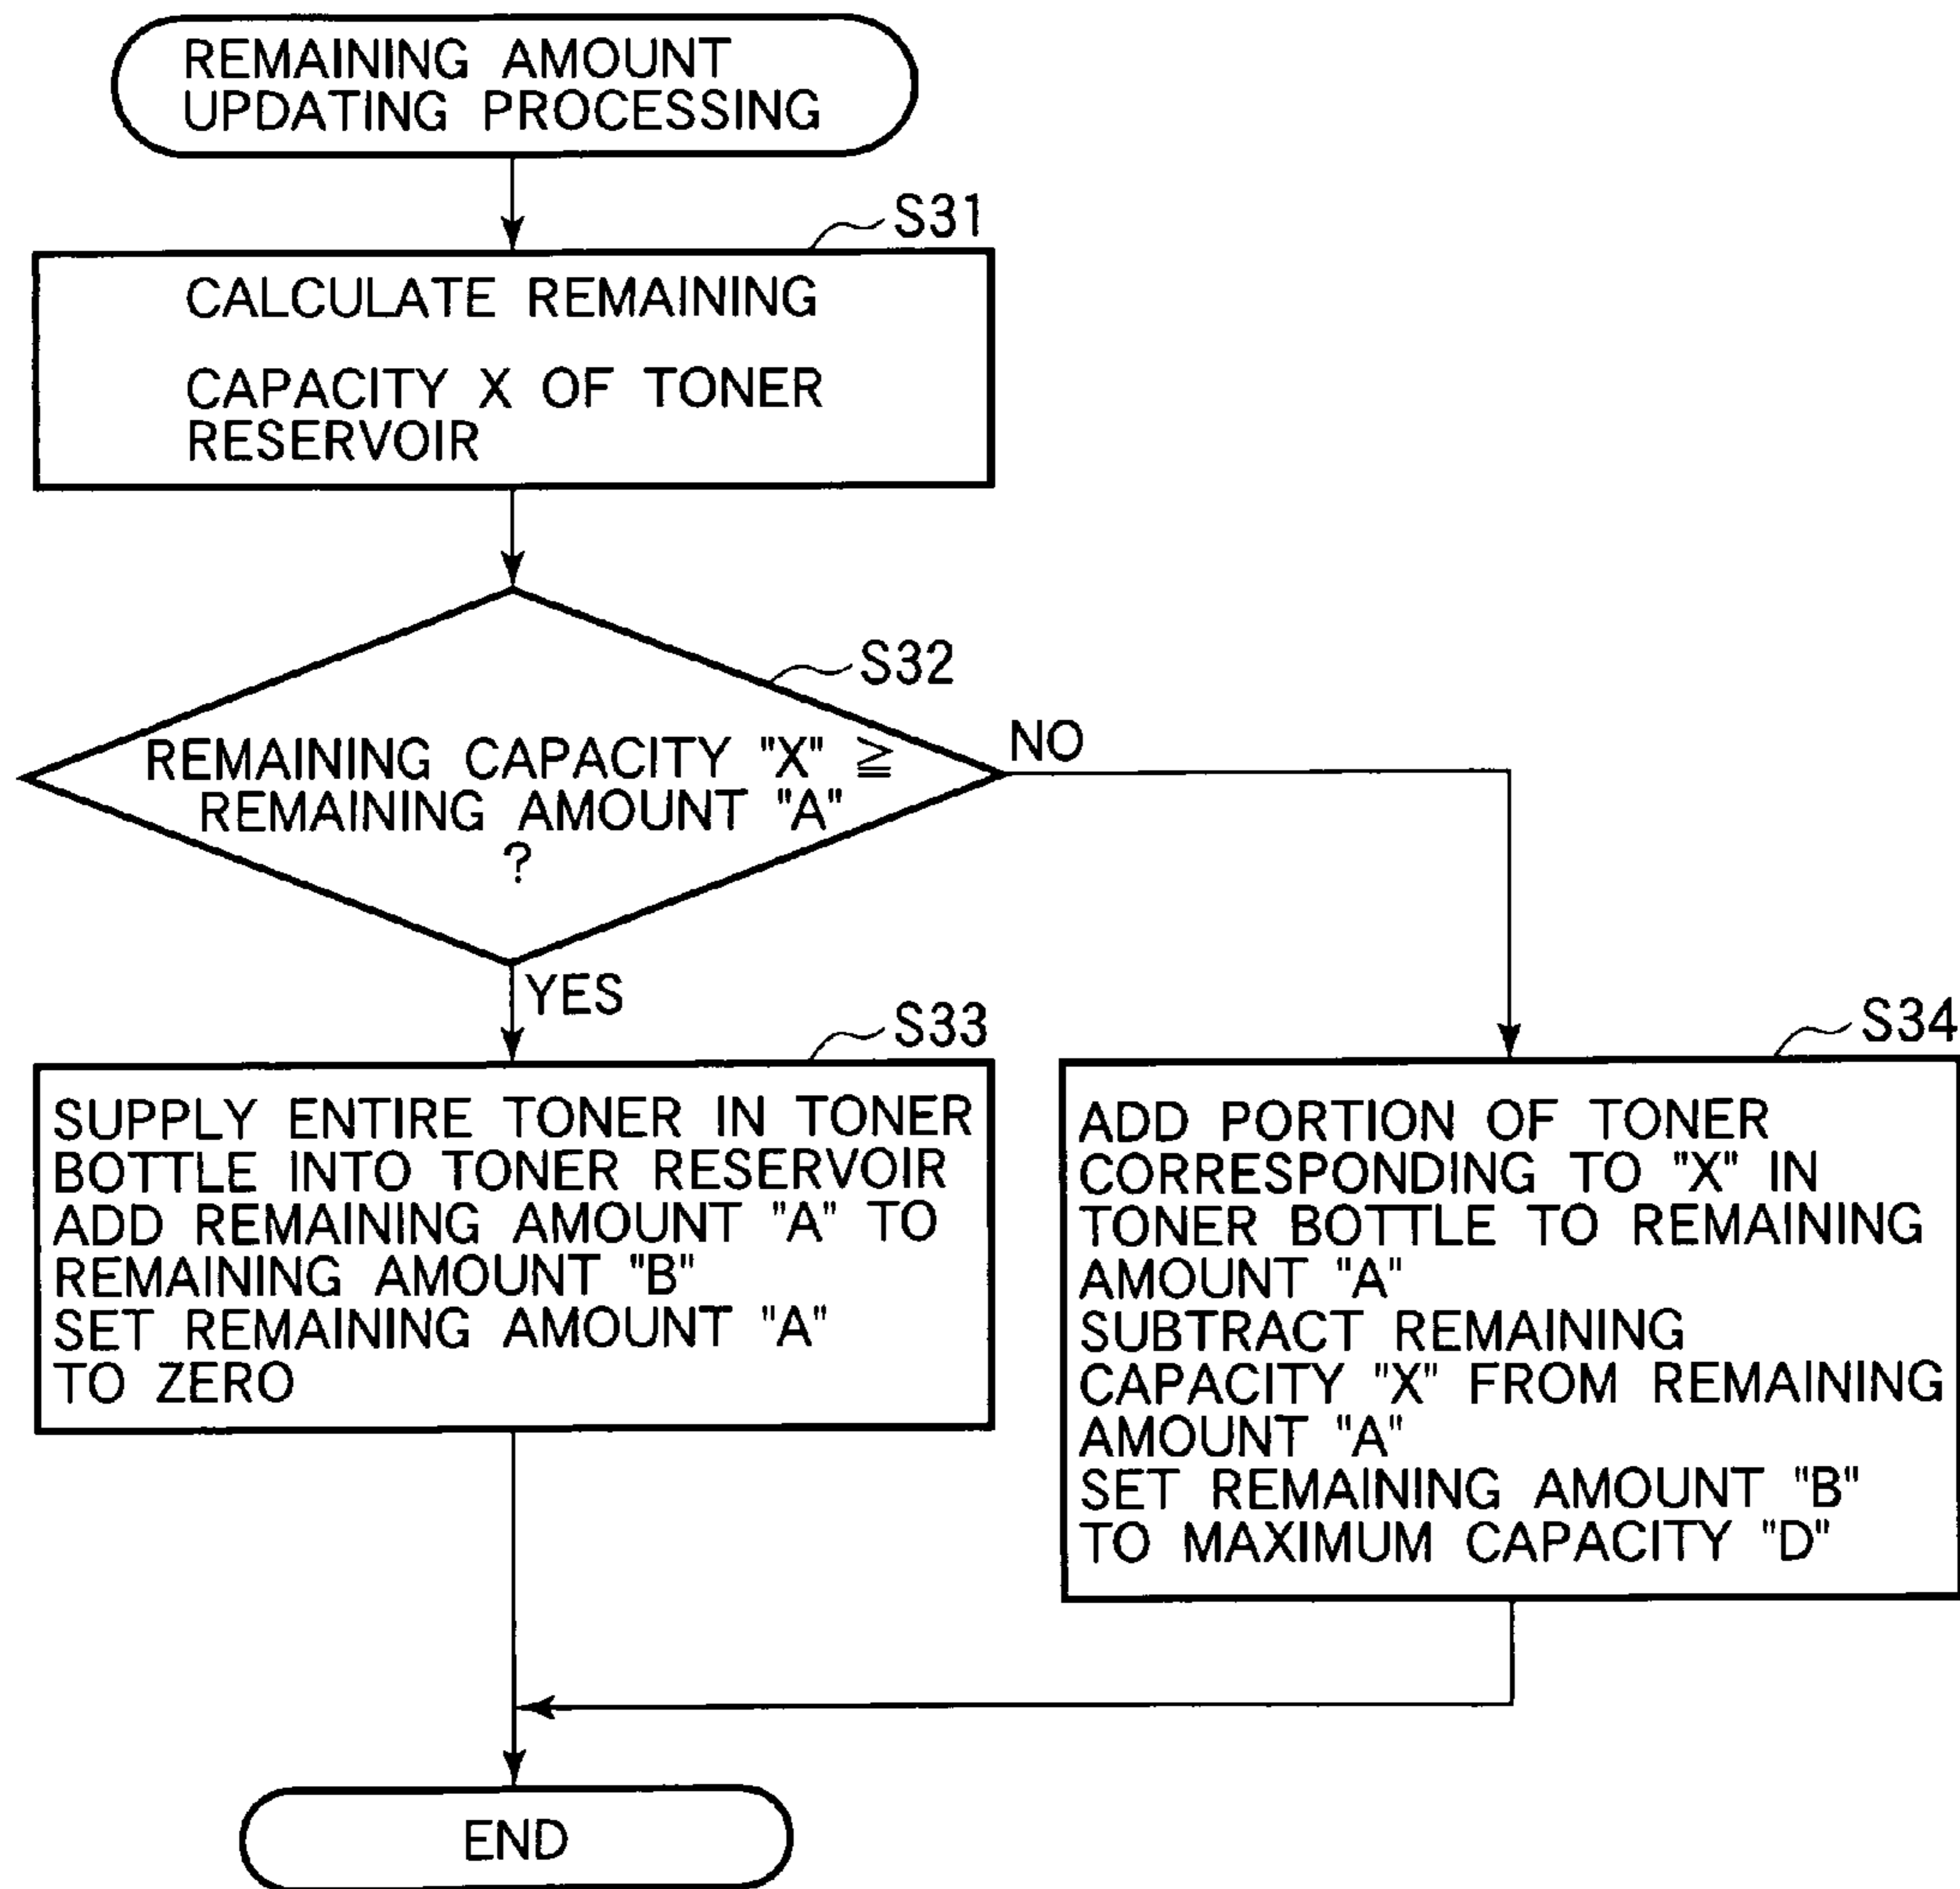 REMAINING AMOUNT
UPDATING PROCESSING
S31
CALCULATE REMAINING
CAPACITY X OF TONER
RESERVOIR
S32
REMAINING CAPACITY "X" ≧
REMAINING AMOUNT "A"
?
NO
YES
S33
SUPPLY ENTIRE TONER IN TONER
BOTTLE INTO TONER RESERVOIR
ADD REMAINING AMOUNT "A" TO
REMAINING AMOUNT "B"
SET REMAINING AMOUNT "A"
TO ZERO
S34
ADD PORTION OF TONER
CORRESPONDING TO "X" IN
TONER BOTTLE TO REMAINING
AMOUNT "A"
SUBTRACT REMAINING
CAPACITY "X" FROM REMAINING
AMOUNT "A"
SET REMAINING AMOUNT "B"
TO MAXIMUM CAPACITY "D"
END